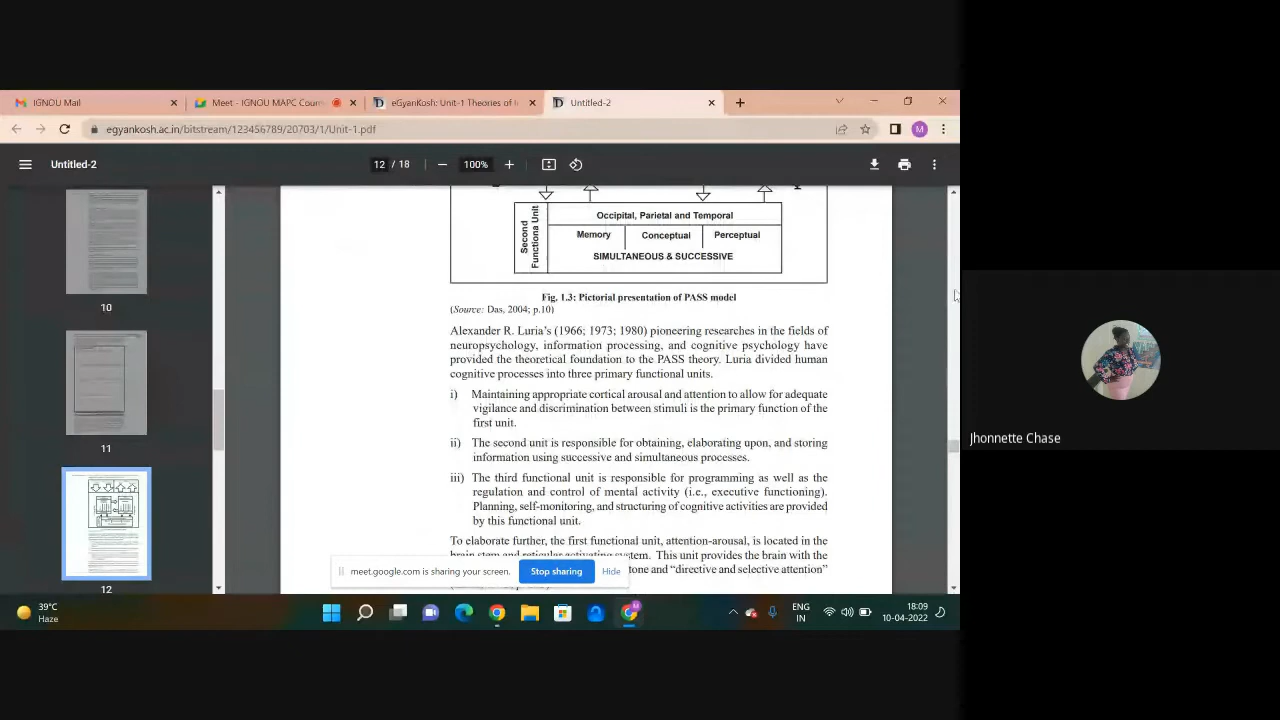 IGNOU Mail
Meet - IGNOU MAPC Coun
eGyanKosh: Unit-1 Theories of I
Untitled-2
egyankosh.ac.in/bitstream/123456789/20703/1/Unit-1.pdf
M
Untitled-2
12 / 18
100%
10
11
12
Second
Functiona Unit
Occipital, Parietal and Temporal
Memory
Conceptual
Perceptual
SIMULTANEOUS & SUCCESSIVE
Fig. 1.3: Pictorial presentation of PASS model
(Source: Das, 2004; p.10)
Alexander R. Luria's (1966; 1973; 1980) pioneering researches in the fields of
neuropsychology, information processing, and cognitive psychology have
provided the theoretical foundation to the PASS theory. Luria divided human
cognitive processes into three primary functional units.
i) Maintaining appropriate cortical arousal and attention to allow for adequate
vigilance and discrimination between stimuli is the primary function of the
first unit.
ii) The second unit is responsible for obtaining, elaborating upon, and storing
information using successive and simultaneous processes.
iii) The third functional unit is responsible for programming as well as the
regulation and control of mental activity (i.e., executive functioning).
Planning, self-monitoring, and structuring of cognitive activities are provided
by this functional unit.
To elaborate further, the first functional unit, attention-arousal, is located in the
brain stem and reticular activating system. This unit provides the brain with the
tone and "directive and selective attention"
meet.google.com is sharing your screen.
Stop sharing
Hide
Jhonnette Chase
39°C
Haze
ENG
IN
18:09
10-04-2022